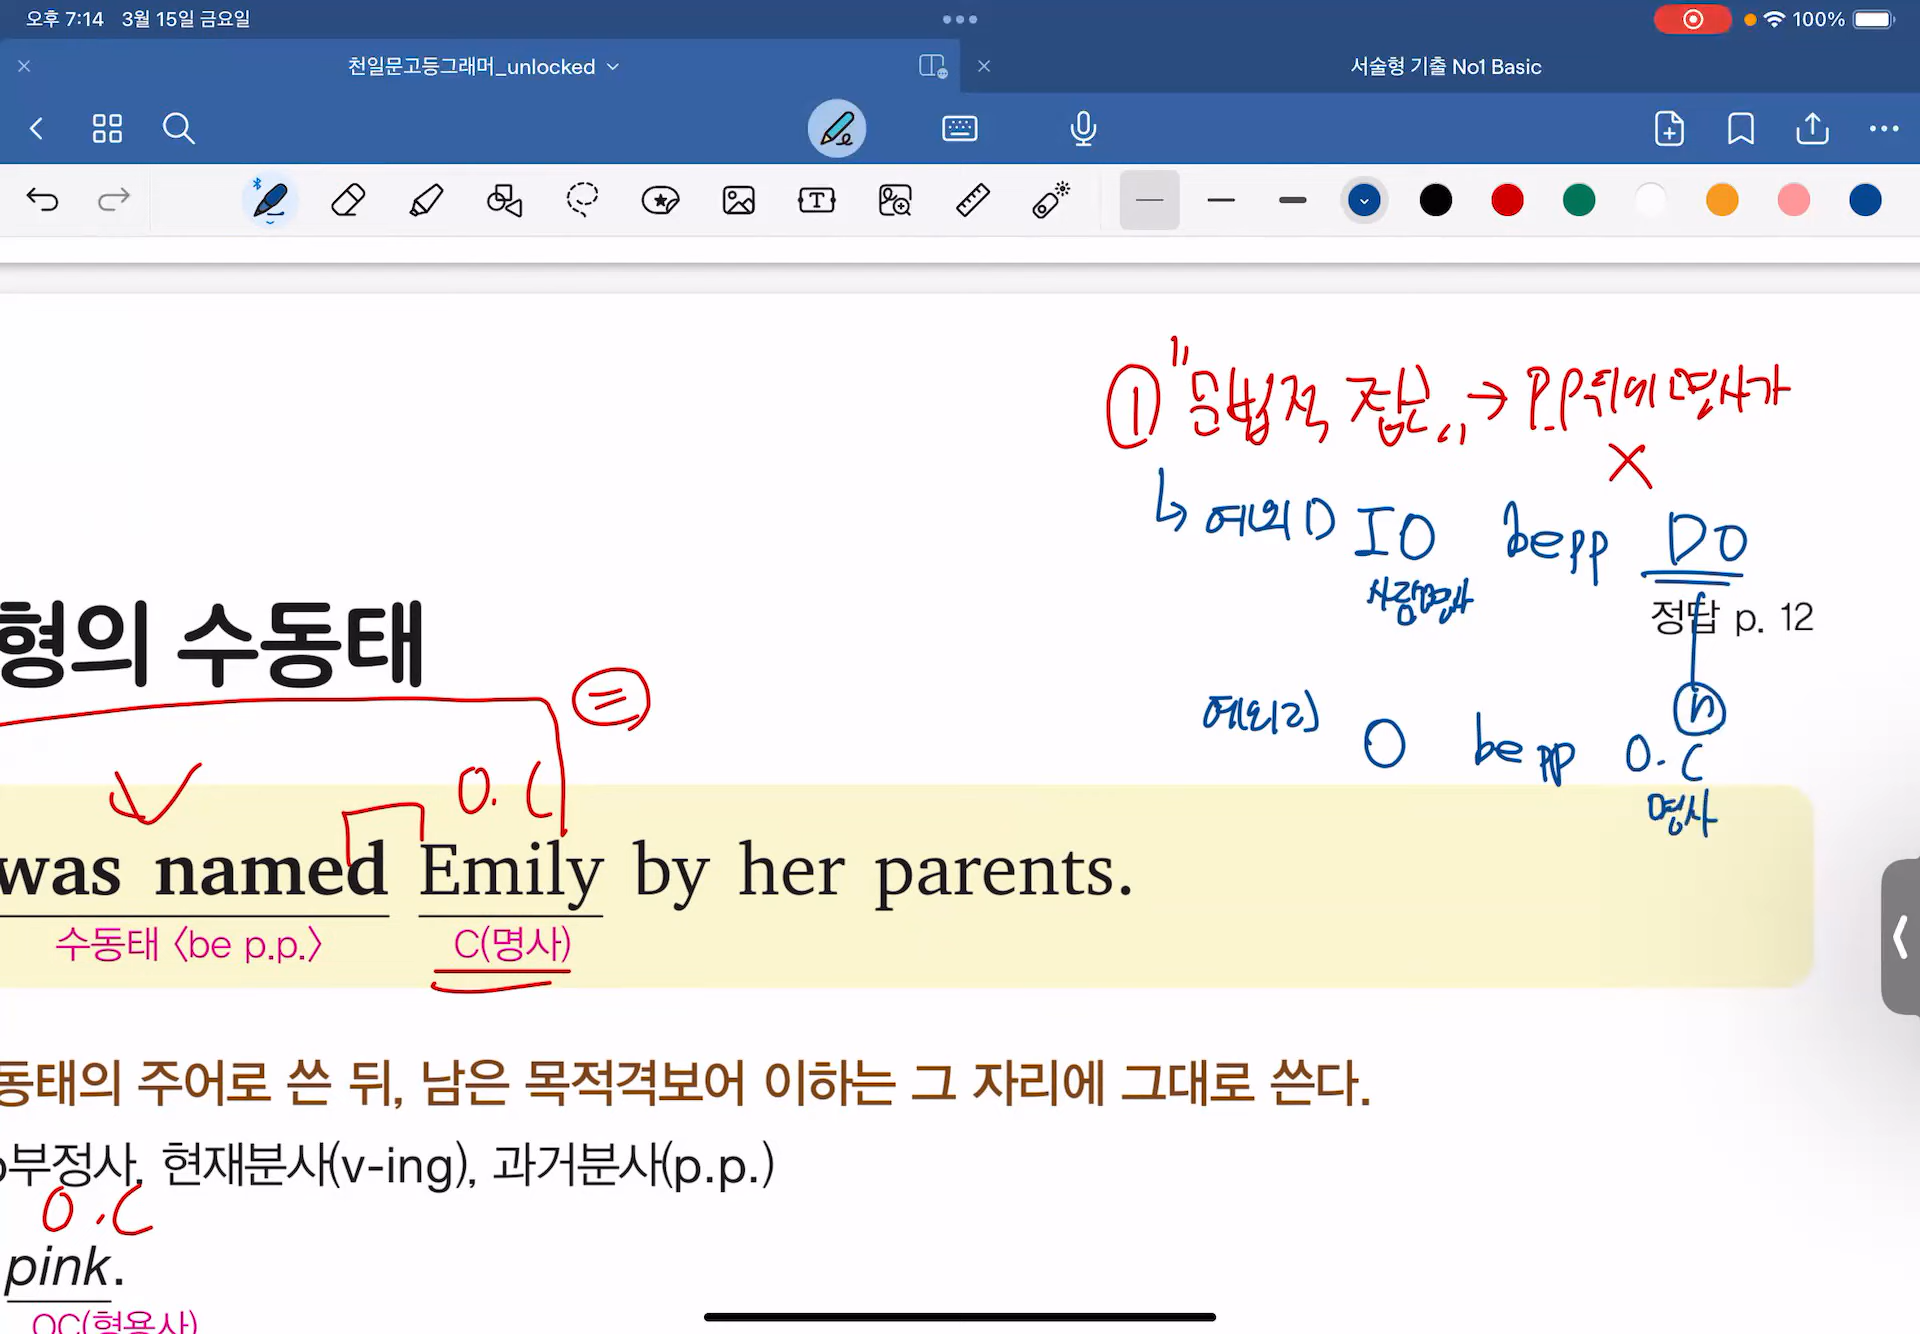 오후 7:14 3월 15일 금요일
100%
천일문고등그래머_unlocked
서술형 기출 No1 Basic
① "문법적 접근" → P.P 뒤에 명사가
X
↳ 예외1) IO be pp DO
사람명사
정답 p. 12
형의 수동태
=
n
예외2) O be pp O.C
명사
O.C
was named Emily by her parents.
수동태 〈be p.p.〉 C(명사)
동태의 주어로 쓴 뒤, 남은 목적격보어 이하는 그 자리에 그대로 쓴다.
o부정사, 현재분사(v-ing), 과거분사(p.p.)
O.C
pink.
OC(형용사)